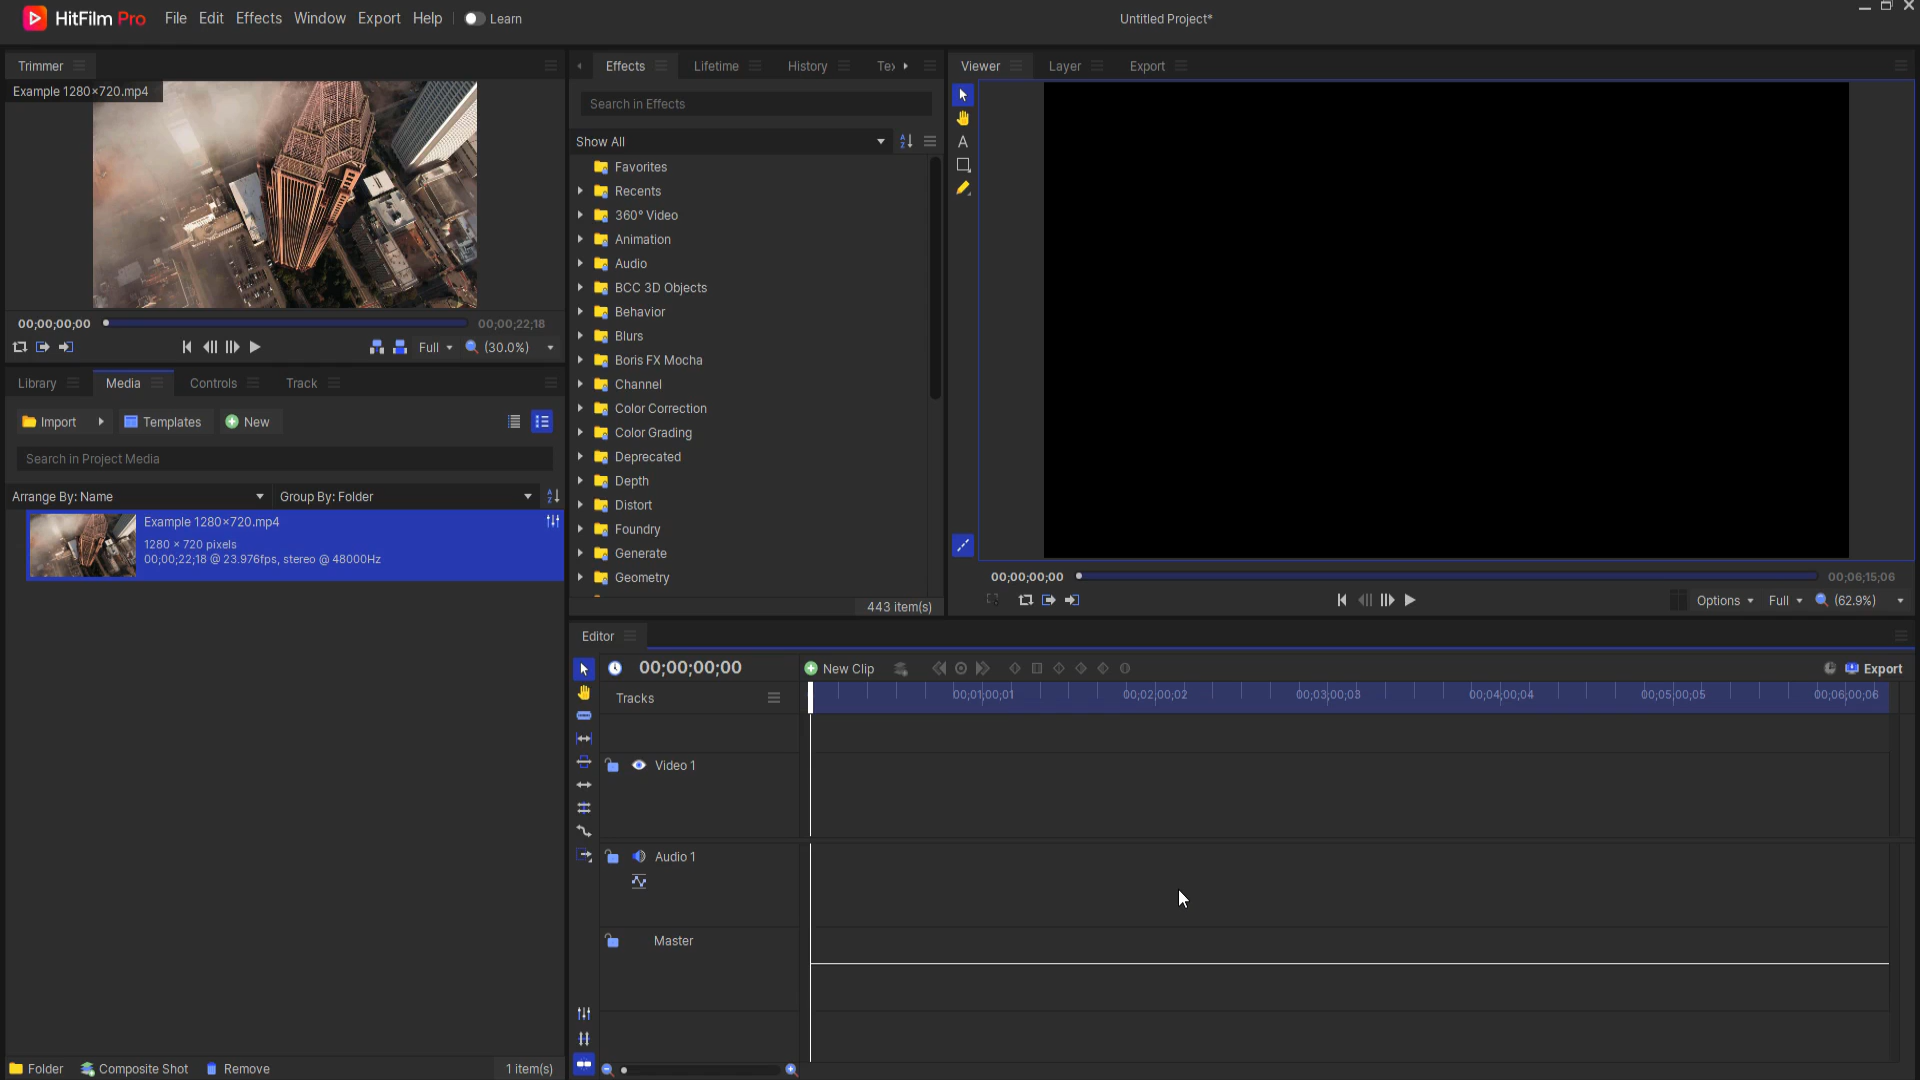 HitFilm Pro File Edit Effects Window Export Help Learn Untitled Project*
Trimmer
Example 1280×720.mp4
00;00;00;00 00;00;22;18
Full (30.0%)
Library Media Controls Track
Import Templates New
Search in Project Media
Arrange By: Name Group By: Folder
Example 1280×720.mp4
1280 × 720 pixels
00;00;22;18 @ 23.976fps, stereo @ 48000Hz
Folder Composite Shot Remove 1 item(s)
Effects Lifetime History
Search in Effects
Show All
Favorites
Recents
360° Video
Animation
Audio
BCC 3D Objects
Behavior
Blurs
Boris FX Mocha
Channel
Color Correction
Color Grading
Deprecated
Depth
Distort
Foundry
Generate
Geometry
443 item(s)
Viewer Layer Export
A
00;00;00;00 00;06;15;06
Options Full (62.9%)
Editor
00;00;00;00 New Clip Export
Tracks 00;01;00;01 00;02;00;02 00;03;00;03 00;04;00;04 00;05;00;05 00;06;00;06
Video 1
Audio 1
Master